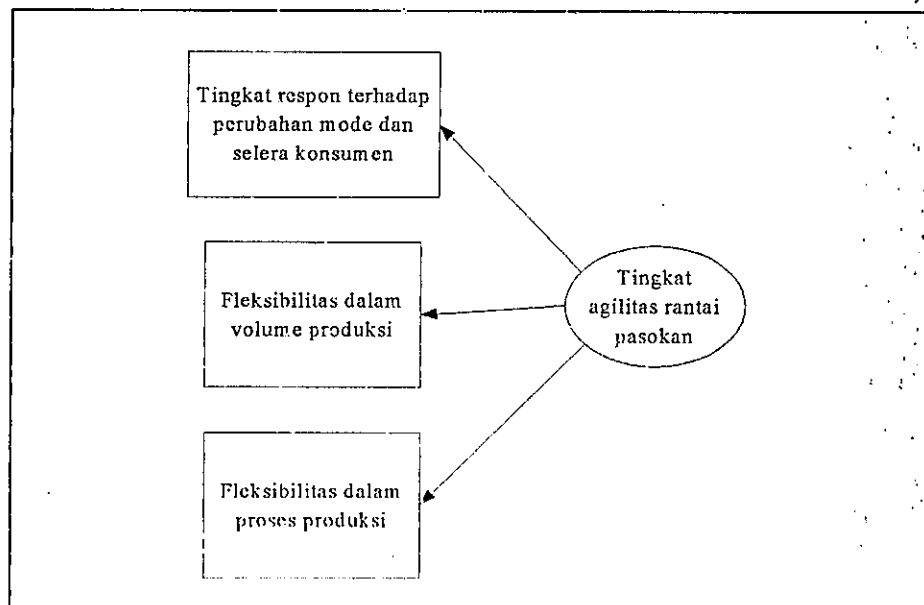 Tingkat respon terhadap
perubahan mode dan
selera konsumen
Fleksibilitas dalam
volume produksi
Tingkat
agilitas rantai
pasokan
Fleksibilitas dalam
proses produksi